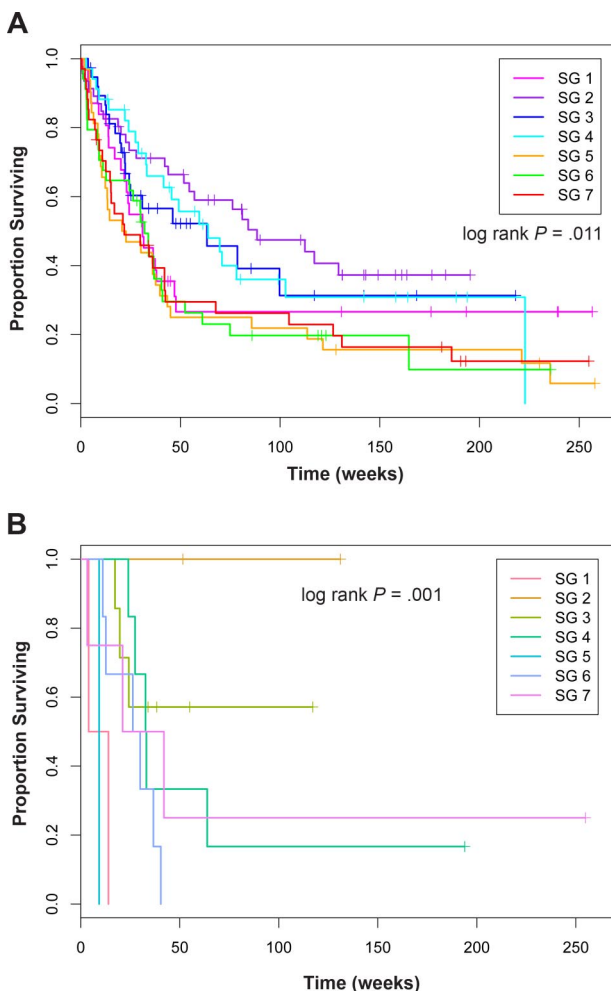 A
1.0
0.8
0.6
0.4
0.2
0.0
Proportion Surviving
SG 1
SG 2
SG 3
SG 4
SG 5
SG 6
SG 7
log rank P = .011
0 50 100 150 200 250
Time (weeks)
B
1.0
0.8
0.6
0.4
0.2
0.0
Proportion Surviving
log rank P = .001
SG 1
SG 2
SG 3
SG 4
SG 5
SG 6
SG 7
0 50 100 150 200 250
Time (weeks)